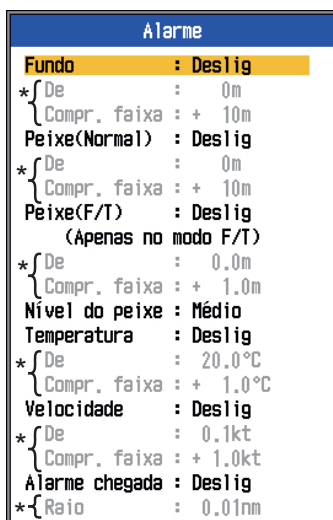 Alarme
Fundo : Deslig
*{De : 0m
Compr. faixa : + 10m
Peixe(Normal) : Deslig
*{De : 0m
Compr. faixa : + 10m
Peixe(F/T) : Deslig
(Apenas no modo F/T)
*{De : 0.0m
Compr. faixa : + 1.0m
Nível do peixe : Médio
Temperatura : Deslig
*{De : 20.0°C
Compr. faixa : + 1.0°C
Velocidade : Deslig
*{De : 0.1kt
Compr. faixa : + 1.0kt
Alarme chegada : Deslig
*{Raio : 0.01nm